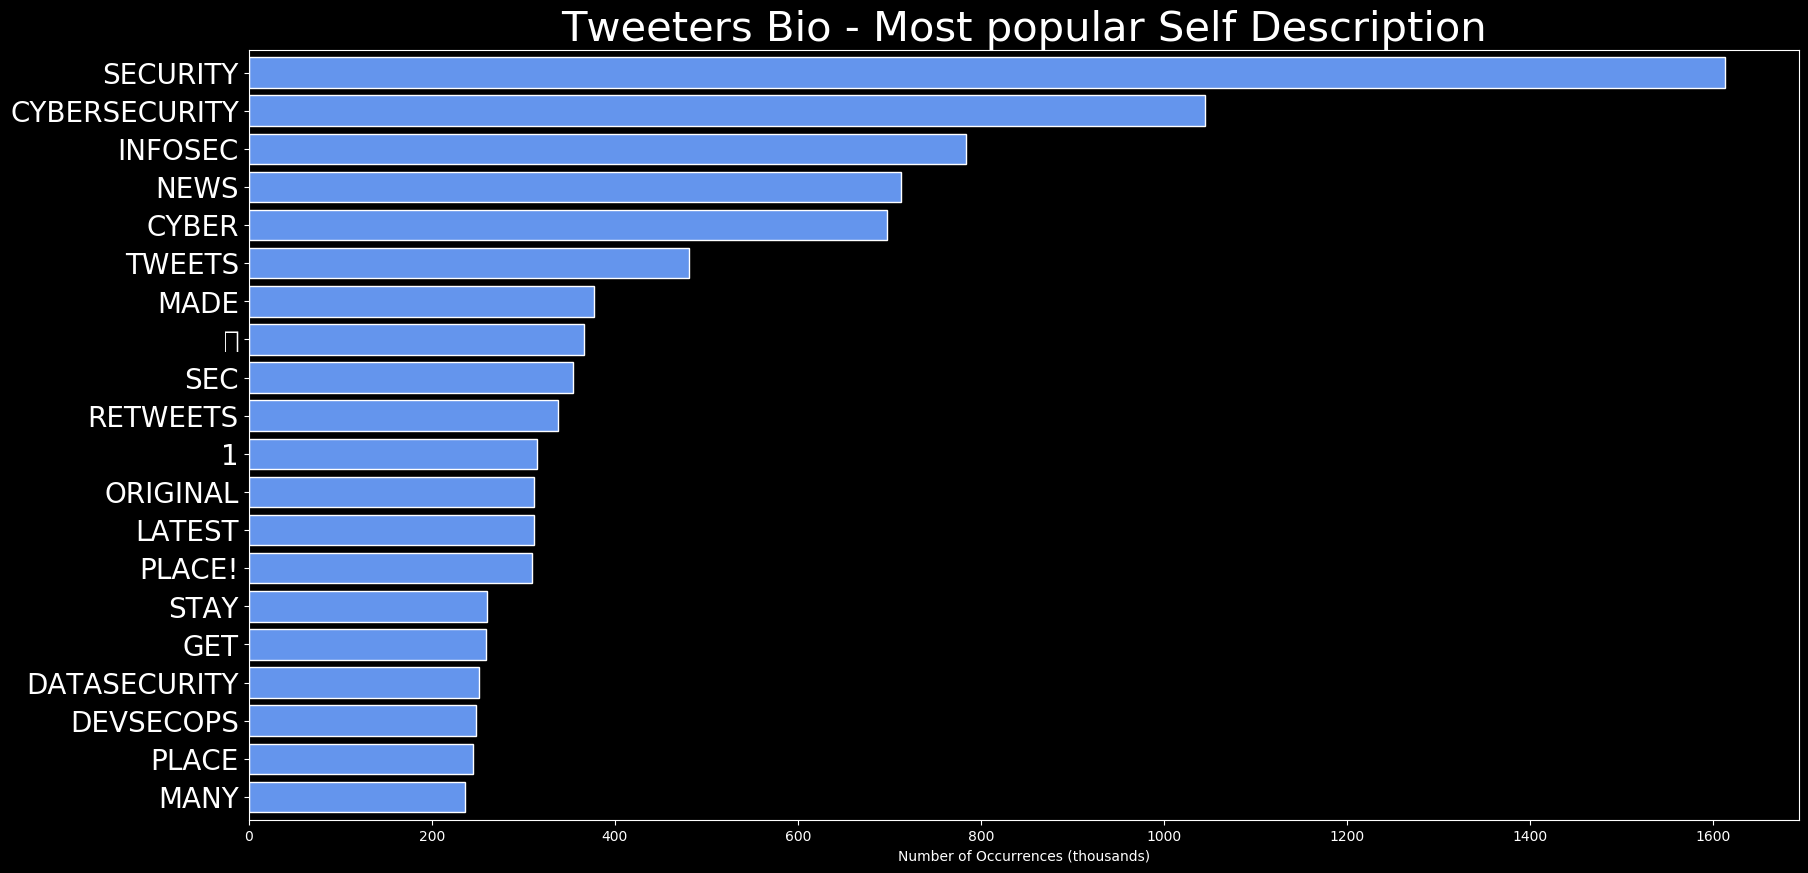 Tweeters Bio - Most popular Self Description
SECURITY
CYBERSECURITY
INFOSEC
NEWS
CYBER
TWEETS
MADE
SEC
RETWEETS
1
ORIGINAL
LATEST
PLACE!
STAY
GET
DATASECURITY
DEVSECOPS
PLACE
MANY
0 200 400 600 800 1000 1200 1400 1600
Number of Occurrences (thousands)